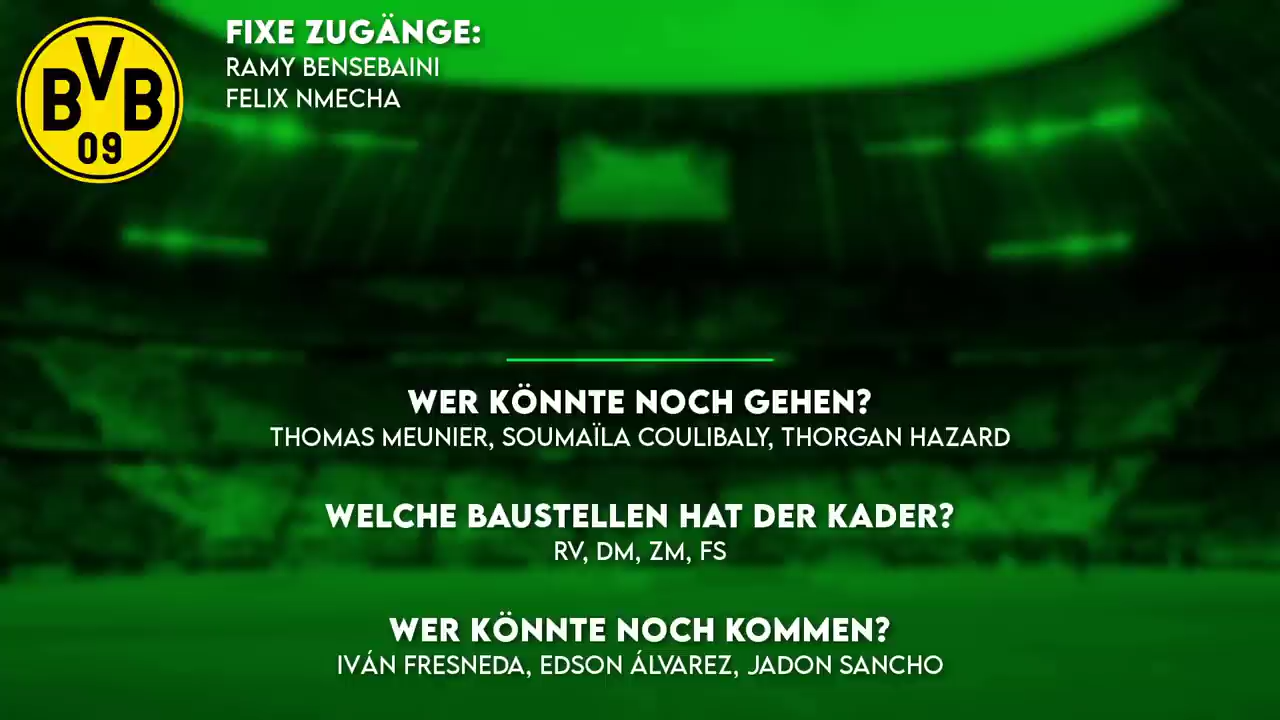 BVB
09
FIXE ZUGÄNGE:
RAMY BENSEBAINI
FELIX NMECHA
WER KÖNNTE NOCH GEHEN?
THOMAS MEUNIER, SOUMAÏLA COULIBALY, THORGAN HAZARD
WELCHE BAUSTELLEN HAT DER KADER?
RV, DM, ZM, FS
WER KÖNNTE NOCH KOMMEN?
IVÁN FRESNEDA, EDSON ÁLVAREZ, JADON SANCHO